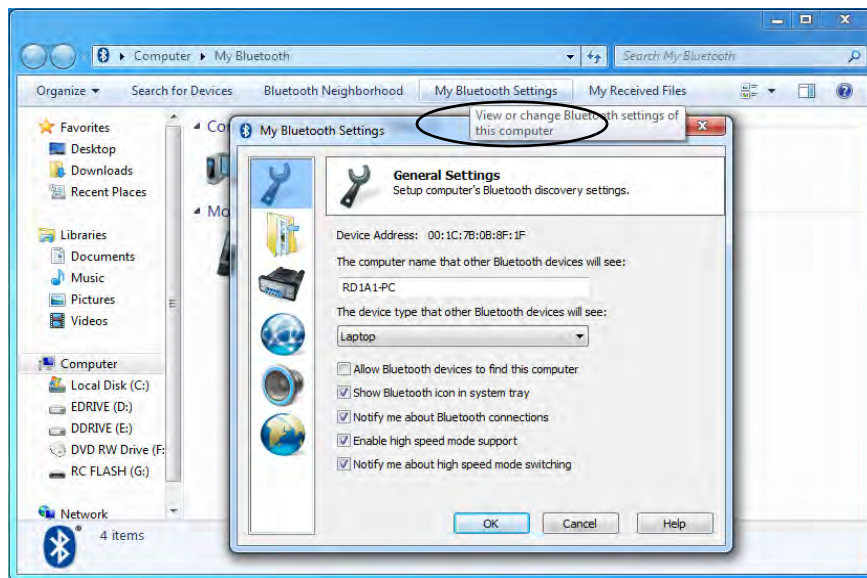 Computer ▸ My Bluetooth
Search My Bluetooth
Organize
Search for Devices
Bluetooth Neighborhood
My Bluetooth Settings
My Received Files
View or change Bluetooth settings of
this computer
Favorites
Desktop
Downloads
Recent Places
Libraries
Documents
Music
Pictures
Videos
Computer
Local Disk (C:)
EDRIVE (D:)
DDRIVE (E:)
DVD RW Drive (F:
RC FLASH (G:)
Network
4 items
Co
Mo
My Bluetooth Settings
General Settings
Setup computer's Bluetooth discovery settings.
Device Address: 00:1C:7B:0B:8F:1F
The computer name that other Bluetooth devices will see:
RD1A1-PC
The device type that other Bluetooth devices will see:
Laptop
Allow Bluetooth devices to find this computer
Show Bluetooth icon in system tray
Notify me about Bluetooth connections
Enable high speed mode support
Notify me about high speed mode switching
OK
Cancel
Help